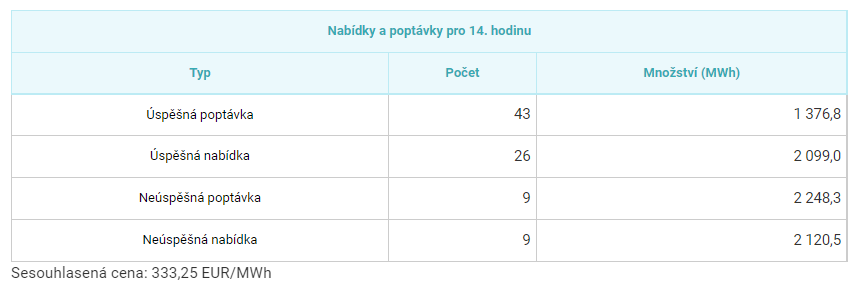 Nabídky a poptávky pro 14. hodinu
Typ Počet Množství (MWh)
Úspěšná poptávka 43 1 376,8
Úspěšná nabídka 26 2 099,0
Neúspěšná poptávka 9 2 248,3
Neúspěšná nabídka 9 2 120,5
Sesouhlasená cena: 333,25 EUR/MWh